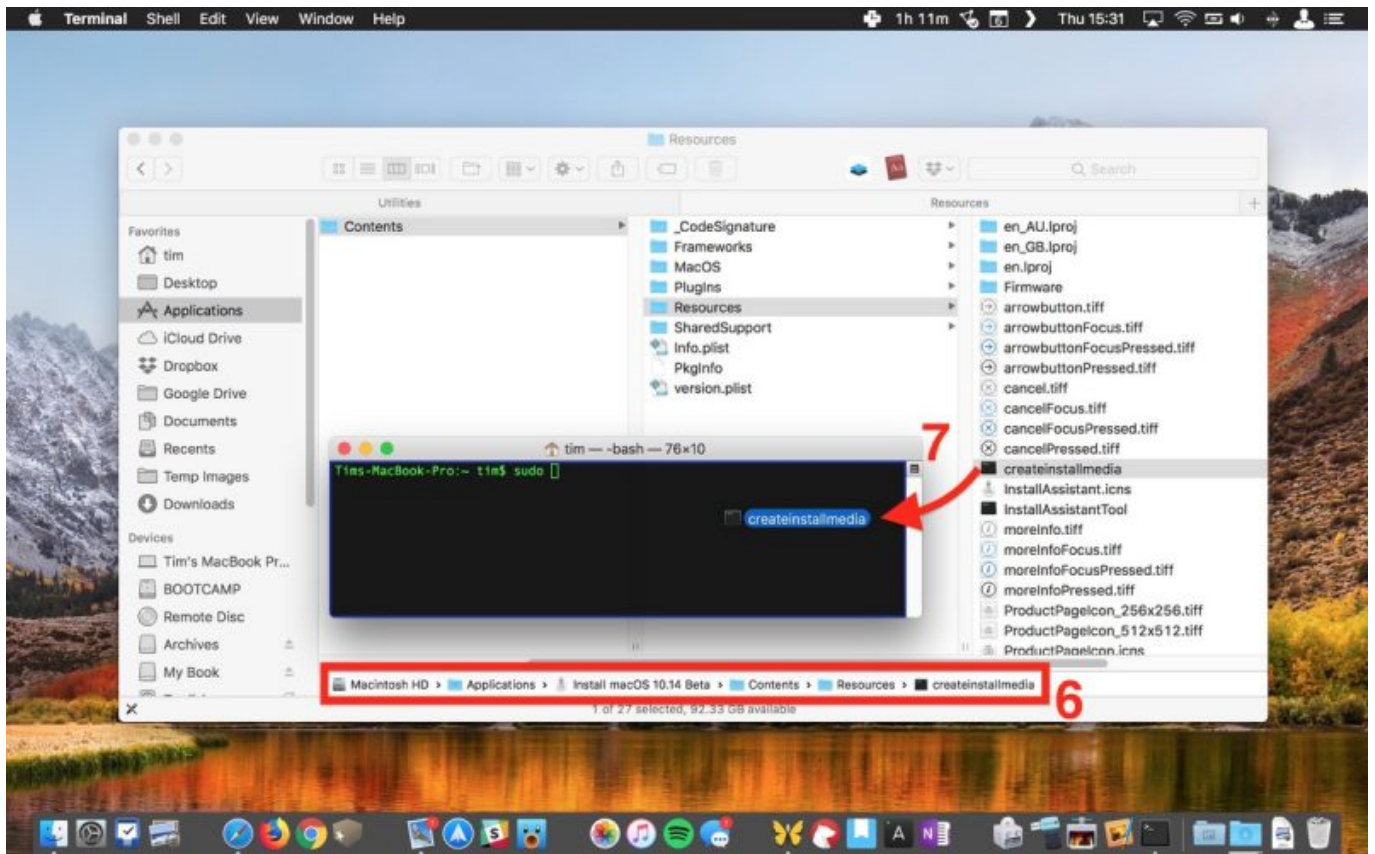 Terminal Shell Edit View Window Help 1h 11m 6 Thu 15:31
Resources
Search
Utilities Resources
Favorites
tim
Desktop
Applications
iCloud Drive
Dropbox
Google Drive
Documents
Recents
Temp Images
Downloads
Devices
Tim's MacBook Pr...
BOOTCAMP
Remote Disc
Archives
My Book
Contents
_CodeSignature
Frameworks
MacOS
PlugIns
Resources
SharedSupport
Info.plist
PkgInfo
version.plist
en_AU.lproj
en_GB.lproj
en.lproj
Firmware
arrowbutton.tiff
arrowbuttonFocus.tiff
arrowbuttonFocusPressed.tiff
arrowbuttonPressed.tiff
cancel.tiff
cancelFocus.tiff
cancelFocusPressed.tiff
cancelPressed.tiff
createinstallmedia
InstallAssistant.icns
InstallAssistantTool
moreInfo.tiff
moreInfoFocus.tiff
moreInfoFocusPressed.tiff
moreInfoPressed.tiff
ProductPageIcon_256x256.tiff
ProductPageIcon_512x512.tiff
ProductPageIcon.icns
tim — -bash — 76×10
Tims-MacBook-Pro:~ tim$ sudo
createinstallmedia
7
Macintosh HD Applications Install macOS 10.14 Beta Contents Resources createinstallmedia
6
1 of 27 selected, 92.33 GB available